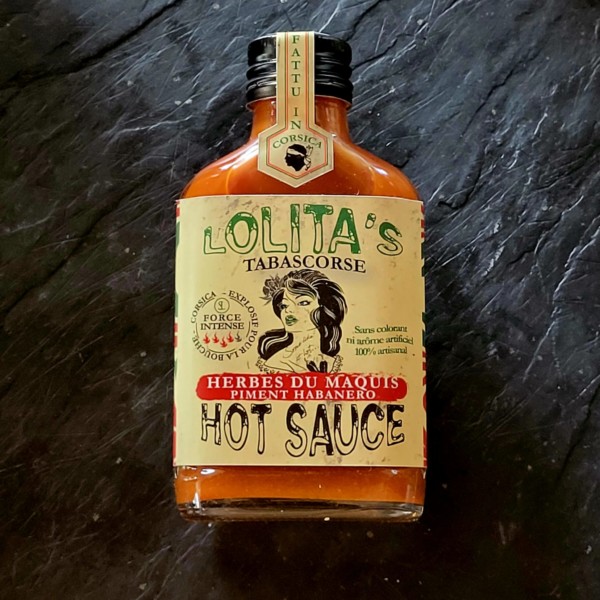 FATTU IN
CORSICA
LOLITA'S
TABASCORSE
CORSICA - EXPLOSIF POUR LA BOUCHE
FORCE
INTENSE
Sans colorant
ni arôme artificiel
100% artisanal
HERBES DU MAQUIS
PIMENT HABANERO
HOT SAUCE